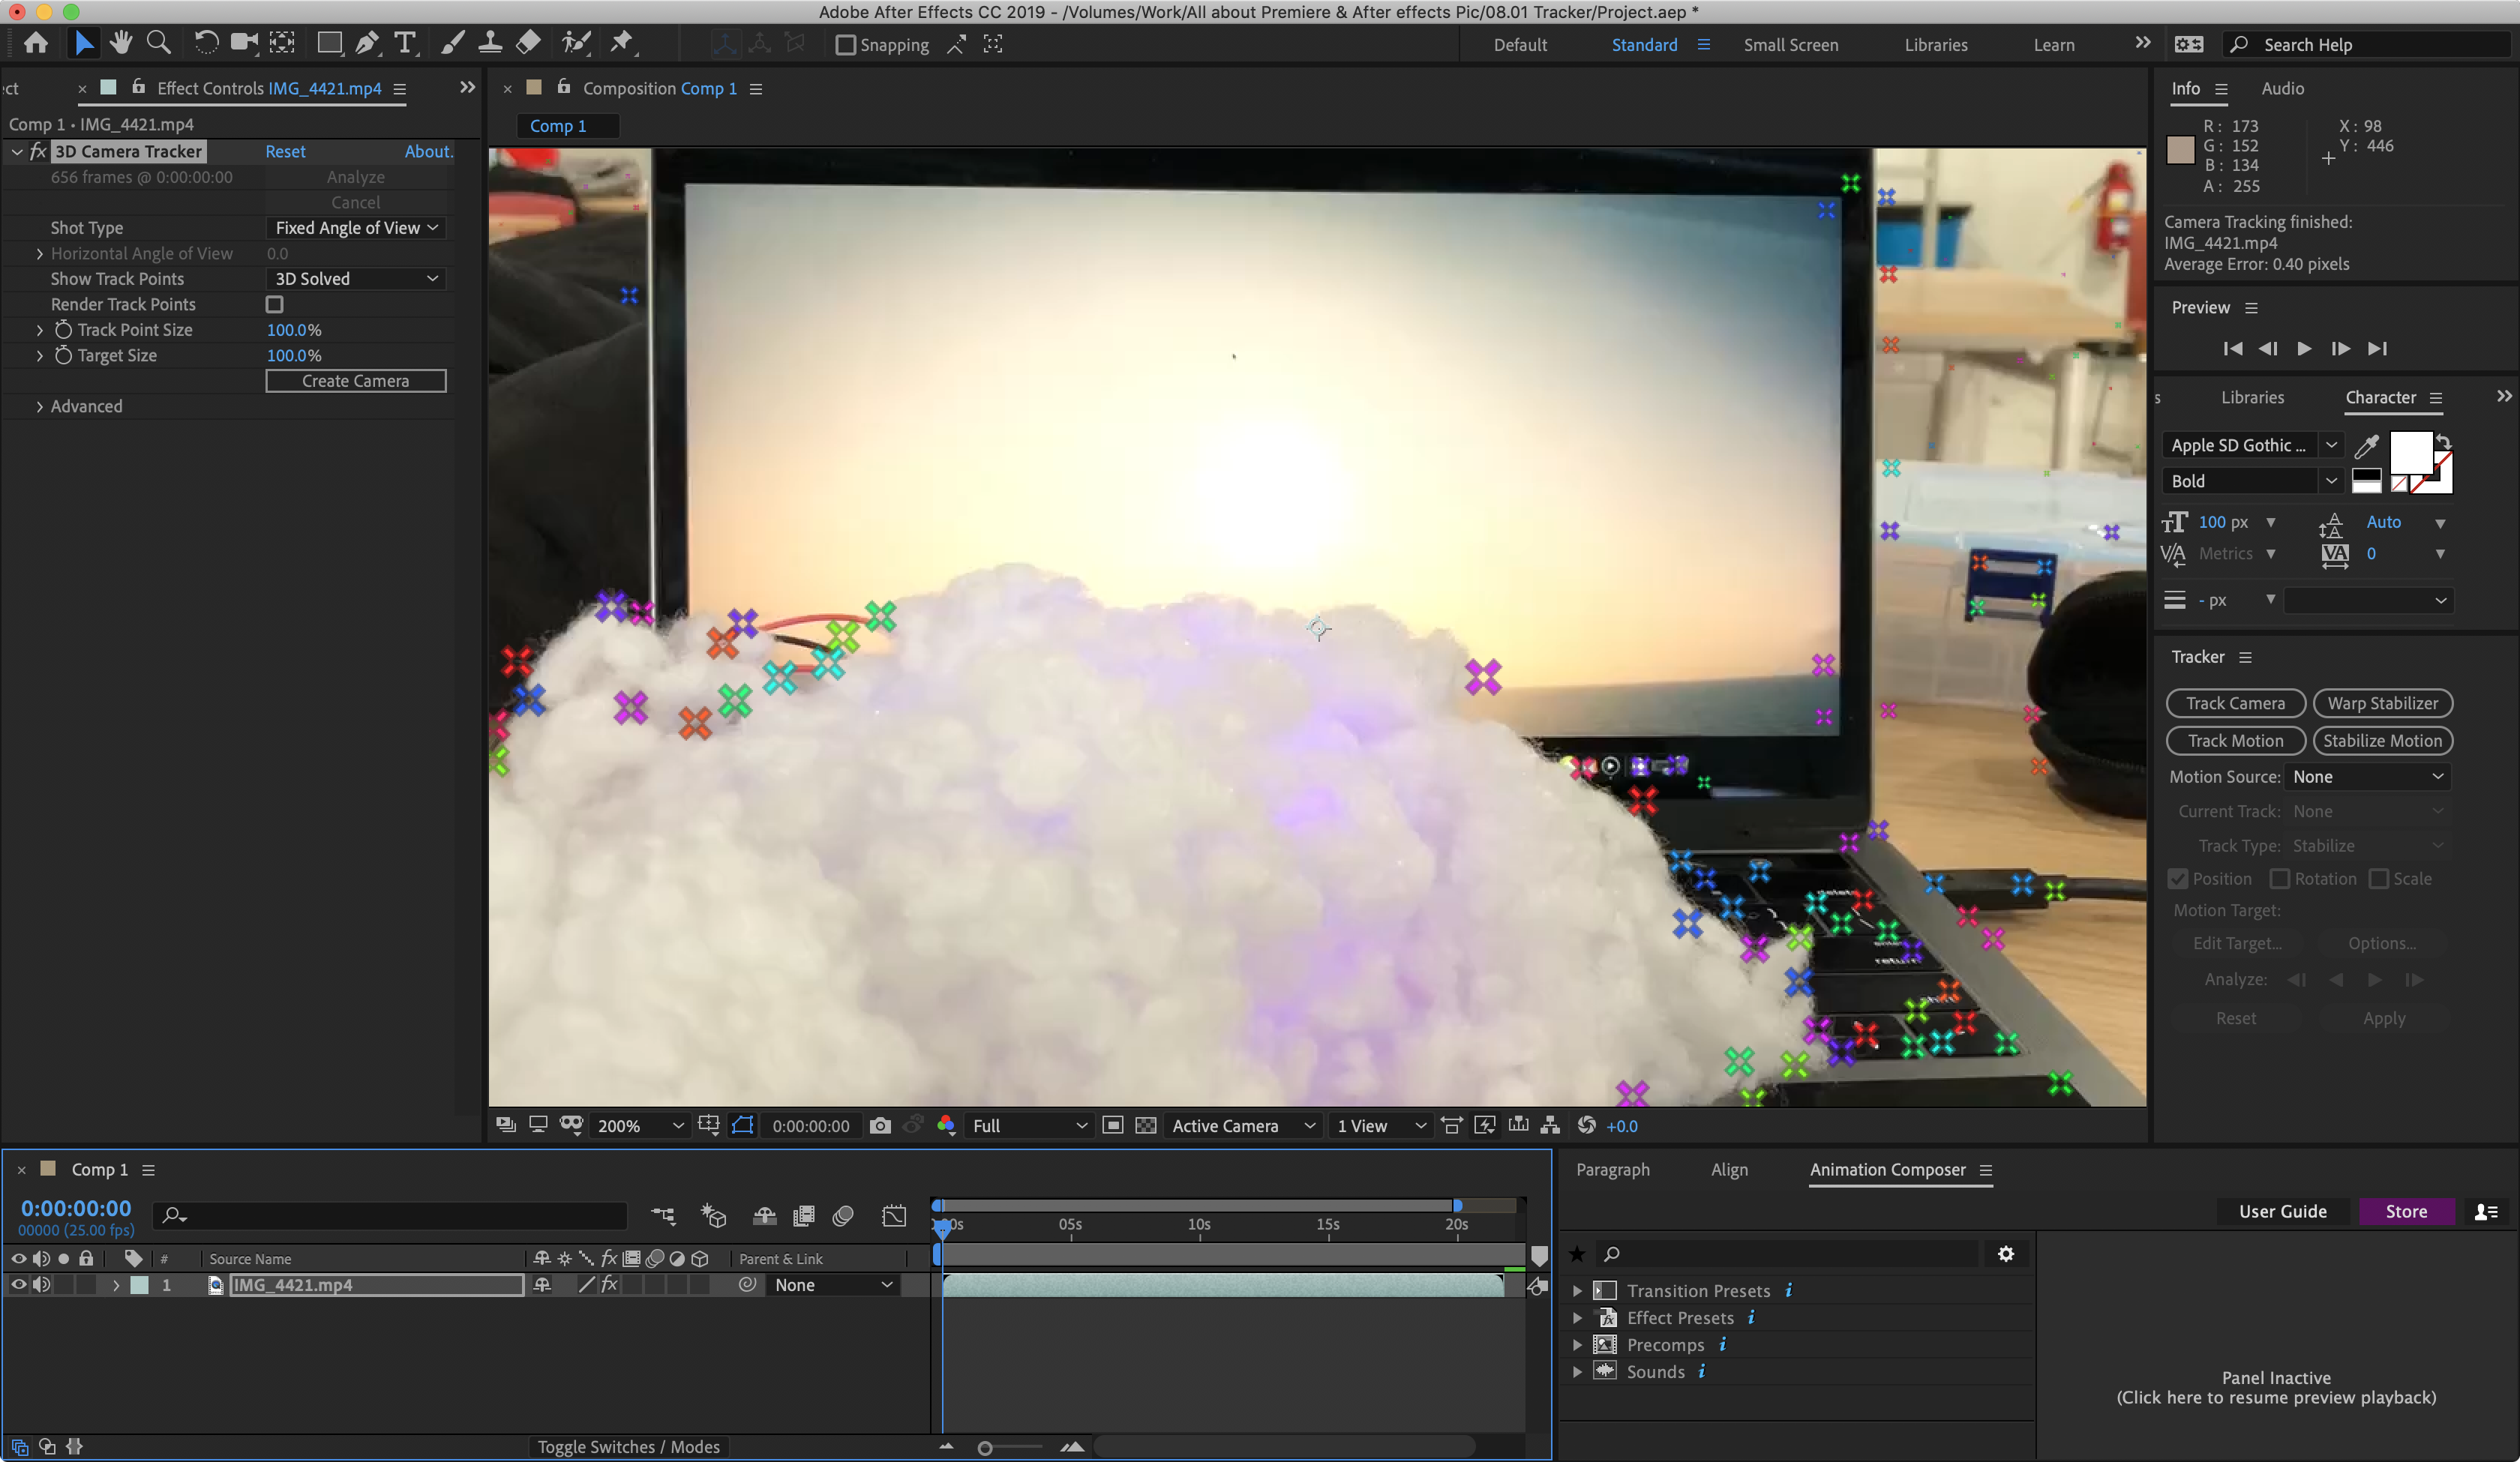 Adobe After Effects CC 2019 - /Volumes/Work/All about Premiere & After effects Pic/08.01 Tracker/Project.aep *
Snapping
Default
Standard
Small Screen
Libraries
Learn
Search Help
ect
Effect Controls IMG_4421.mp4
Comp 1 • IMG_4421.mp4
fx 3D Camera Tracker Reset About.
656 frames @ 0:00:00:00 Analyze
Cancel
Shot Type Fixed Angle of View
Horizontal Angle of View 0.0
Show Track Points 3D Solved
Render Track Points
Track Point Size 100.0%
Target Size 100.0%
Create Camera
Advanced
Composition Comp 1
Comp 1
return
200%
0:00:00:00
Full
Active Camera
1 View
+0.0
Info
Audio
R : 173
G : 152
B : 134
A : 255
X : 98
Y : 446
Camera Tracking finished:
IMG_4421.mp4
Average Error: 0.40 pixels
Preview
s
Libraries
Character
Apple SD Gothic ...
Bold
100 px
Auto
Metrics
0
- px
Tracker
Track Camera
Warp Stabilizer
Track Motion
Stabilize Motion
Motion Source: None
Current Track: None
Track Type: Stabilize
Position Rotation Scale
Motion Target:
Edit Target...
Options...
Analyze:
Reset
Apply
Comp 1
0:00:00:00
00000 (25.00 fps)
05s
10s
15s
20s
#
Source Name
fx
Parent & Link
1
IMG_4421.mp4
fx
None
Toggle Switches / Modes
Paragraph
Align
Animation Composer
User Guide
Store
Transition Presets i
Effect Presets i
Precomps i
Sounds i
Panel Inactive
(Click here to resume preview playback)